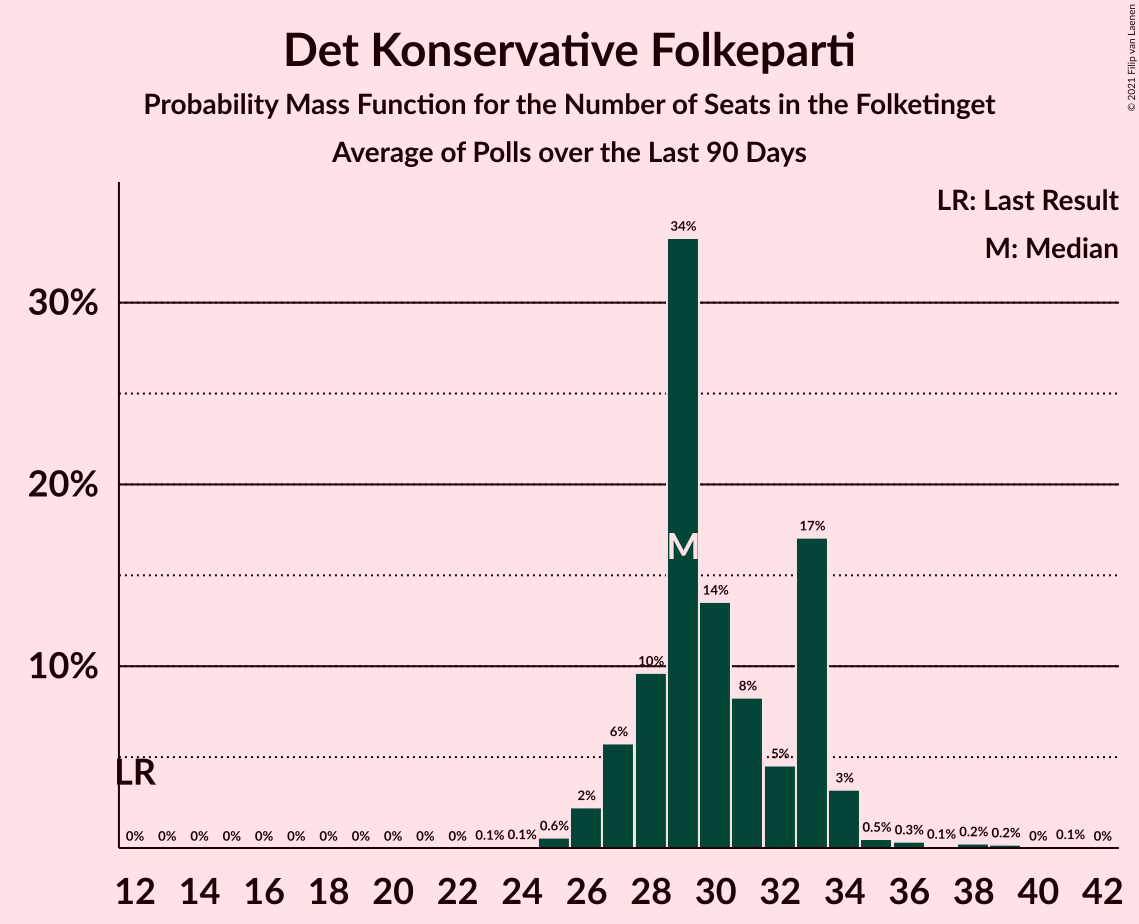 Det Konservative Folkeparti
Probability Mass Function for the Number of Seats in the Folketinget
Average of Polls over the Last 90 Days
© 2021 Filip van Laenen
LR: Last Result
M: Median
30%
20%
10%
34%
M
17%
14%
10%
8%
6%
5%
3%
2%
LR
0% 0% 0% 0% 0% 0% 0% 0% 0% 0% 0% 0.1% 0.1% 0.6% 0.5% 0.3% 0.1% 0.2% 0.2% 0% 0.1% 0%
12 14 16 18 20 22 24 26 28 30 32 34 36 38 40 42